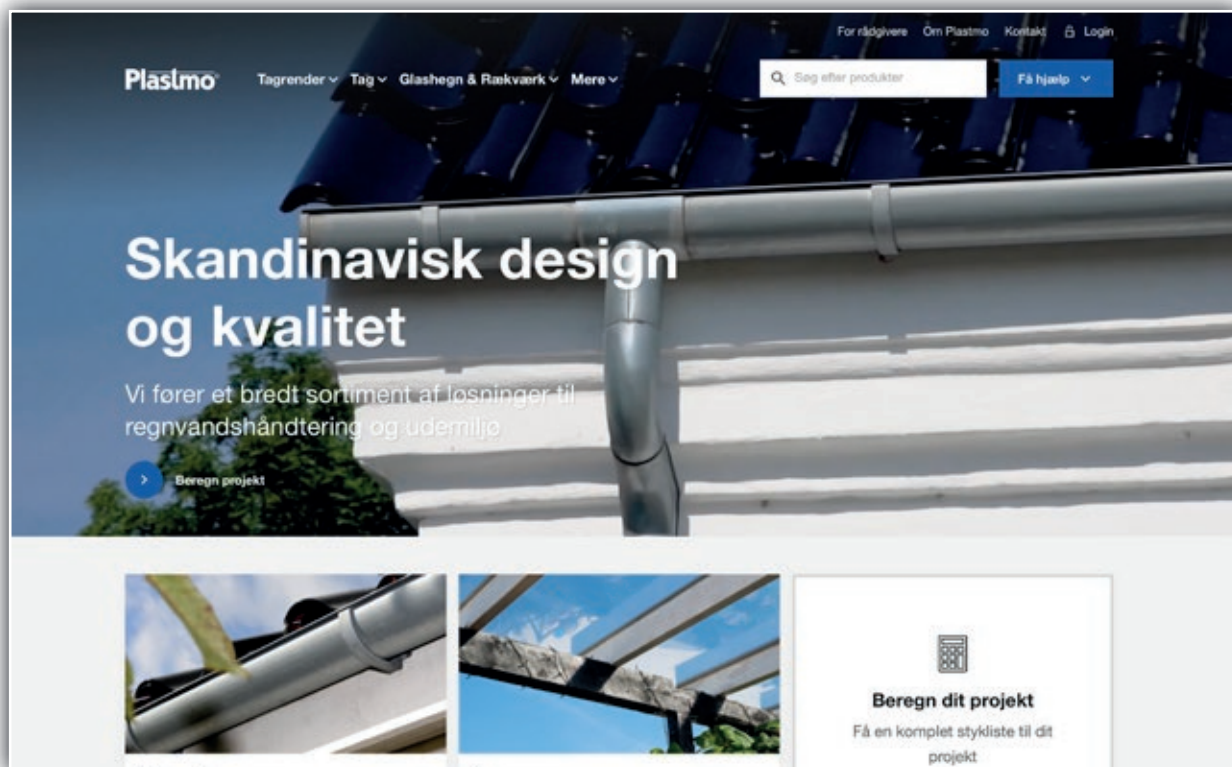 For rådgivere Om Plastmo Kontakt Login
Plastmo Tagrender Tag Glashegn & Rækværk Mere Søg efter produkter Få hjælp
Skandinavisk design
og kvalitet
Vi fører et bredt sortiment af løsninger til
regnvandshåndtering og udemiljø
Beregn projekt
Beregn dit projekt
Få en komplet stykliste til dit
projekt